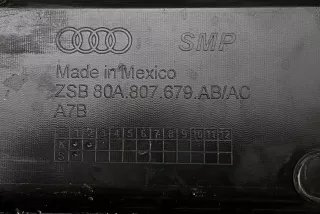 SMP
Made in Mexico
ZSB 80A.807.679.AB/AC
A7B
1 2 3 4 5 6 7 8 9 10 11 12